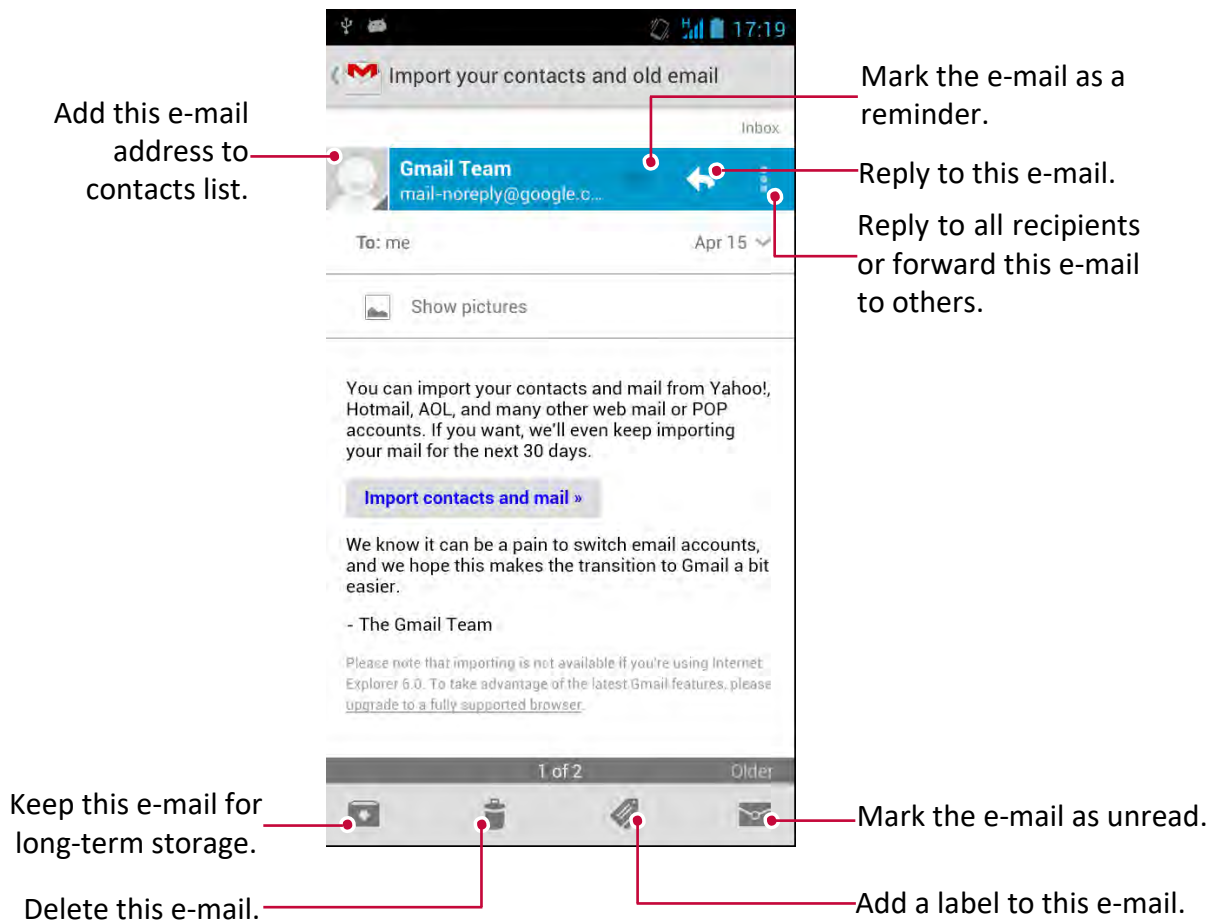 17:19
Import your contacts and old email
Mark the e-mail as a
reminder.
Add this e-mail
address to
contacts list.
Inbox
Gmail Team
mail-noreply@google.c...
Reply to this e-mail.
Reply to all recipients
or forward this e-mail
to others.
To: me
Apr 15
Show pictures
You can import your contacts and mail from Yahoo!,
Hotmail, AOL, and many other web mail or POP
accounts. If you want, we'll even keep importing
your mail for the next 30 days.
Import contacts and mail »
We know it can be a pain to switch email accounts,
and we hope this makes the transition to Gmail a bit
easier.
- The Gmail Team
Please note that importing is not available if you're using Internet
Explorer 6.0. To take advantage of the latest Gmail features, please
upgrade to a fully supported browser.
1 of 2
Older
Keep this e-mail for
long-term storage.
Mark the e-mail as unread.
Delete this e-mail.
Add a label to this e-mail.